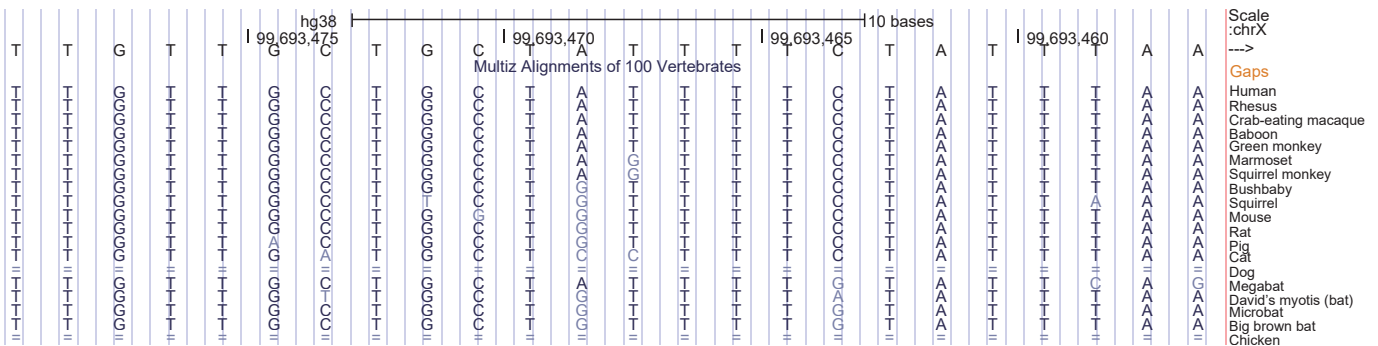 hg38 10 bases Scale
99,693,475 99,693,470 99,693,465 99,693,460 :chrX
T T G T T G C T G C T A T T T T C T A T T T A A --->
Multiz Alignments of 100 Vertebrates
Gaps
T T G T T G C T G C T A T T T T C T A T T T A A Human
T T G T T G C T G C T A T T T T C T A T T T A A Rhesus
T T G T T G C T G C T A T T T T C T A T T T A A Crab-eating macaque
T T G T T G C T G C T A T T T T C T A T T T A A Baboon
T T G T T G C T G C T A T T T T C T A T T T A A Green monkey
T T G T T G C T G C T A G T T T C T A T T T A A Marmoset
T T G T T G C T G C T A G T T T C T A T T T A A Squirrel monkey
T T G T T G C T G C T G T T T T C T A T T T A A Bushbaby
T T G T T G C T T C T G T T T T C T A T T A A A Squirrel
T T G T T G C T G G T G T T T T C T A T T T A A Mouse
T T G T T G C T G C T G T T T T C T A T T T A A Rat
T T G T T A C T G C T G T T T T C T A T T T A A Pig
T T G T T G A T G C T C C T T T C T A T T T A A Cat
= = = = = = = = = = = = = = = = = = = = = = = = Dog
T T G T T G C T G C T A T T T T G T A T T C A G Megabat
T T G T T G T T G C T G T T T T A T A T T T A A David's myotis (bat)
T T G T T G C T G C T G T T T T G T A T T T A A Microbat
T T G T T G C T G C T G T T T T G T A T T T A A Big brown bat
= = = = = = = = = = = = = = = = = = = = = = = = Chicken